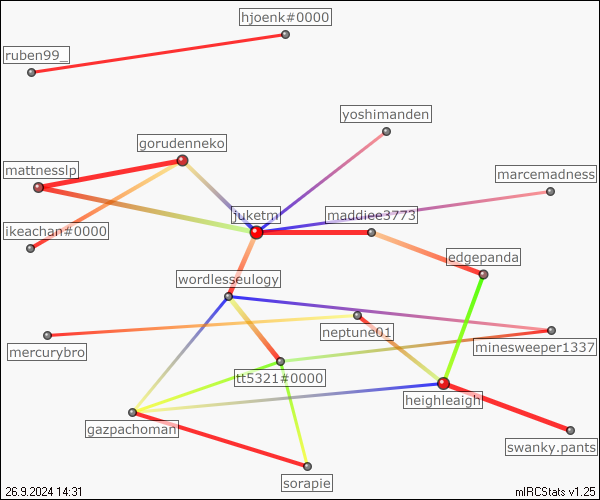 hjoenk#0000
ruben99_
yoshimanden
gorudenneko
mattnesslp
marcemadness
juketm
maddiee3773
ikeachan#0000
edgepanda
wordlesseulogy
neptune01
minesweeper1337
mercurybro
tt5321#0000
heighleaigh
gazpachoman
swanky.pants
sorapie
26.9.2024 14:31
mIRCStats v1.25